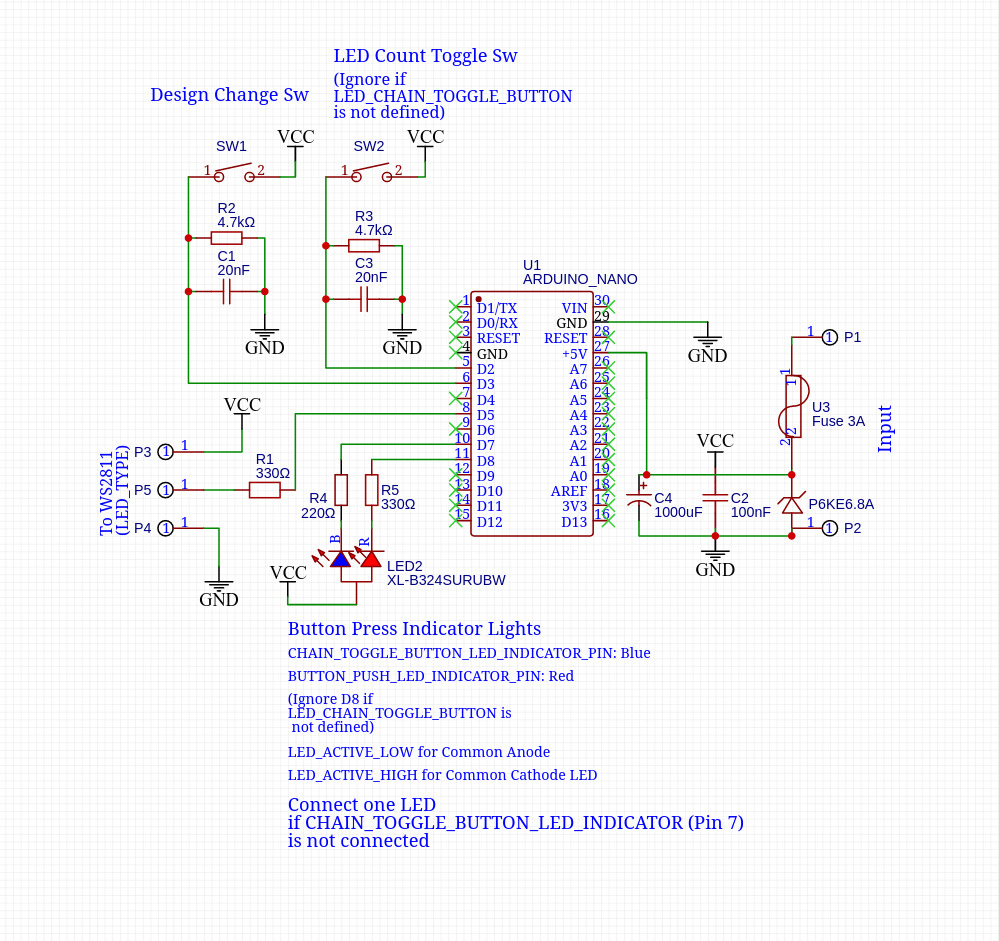 LED Count Toggle Sw
(Ignore if
LED_CHAIN_TOGGLE_BUTTON
is not defined)
Design Change Sw
VCC
VCC
SW1
SW2
1 2
1 2
R2
4.7kΩ
C1
20nF
R3
4.7kΩ
C3
20nF
GND
GND
U1
ARDUINO_NANO
1 D1/TX VIN 30
2 D0/RX GND 29
3 RESET RESET 28
4 GND +5V 27
5 D2 A7 26
6 D3 A6 25
7 D4 A5 24
8 D5 A4 23
9 D6 A3 22
10 D7 A2 21
11 D8 A1 20
12 D9 A0 19
13 D10 AREF 18
14 D11 3V3 17
15 D12 D13 16
GND
1 1 P1
1
1
U3
Fuse 3A
2
2
Input
VCC
+
C4
1000uF
C2
100nF
P6KE6.8A
1 1 P2
GND
VCC
To WS2811
(LED_TYPE)
P3 1 1
P5 1 1
P4 1 1
R1
330Ω
GND
R4
220Ω
R5
330Ω
B
R
LED2
XL-B324SURUBW
VCC
Button Press Indicator Lights
CHAIN_TOGGLE_BUTTON_LED_INDICATOR_PIN: Blue
BUTTON_PUSH_LED_INDICATOR_PIN: Red
(Ignore D8 if
LED_CHAIN_TOGGLE_BUTTON is
not defined)
LED_ACTIVE_LOW for Common Anode
LED_ACTIVE_HIGH for Common Cathode LED
Connect one LED
if CHAIN_TOGGLE_BUTTON_LED_INDICATOR (Pin 7)
is not connected